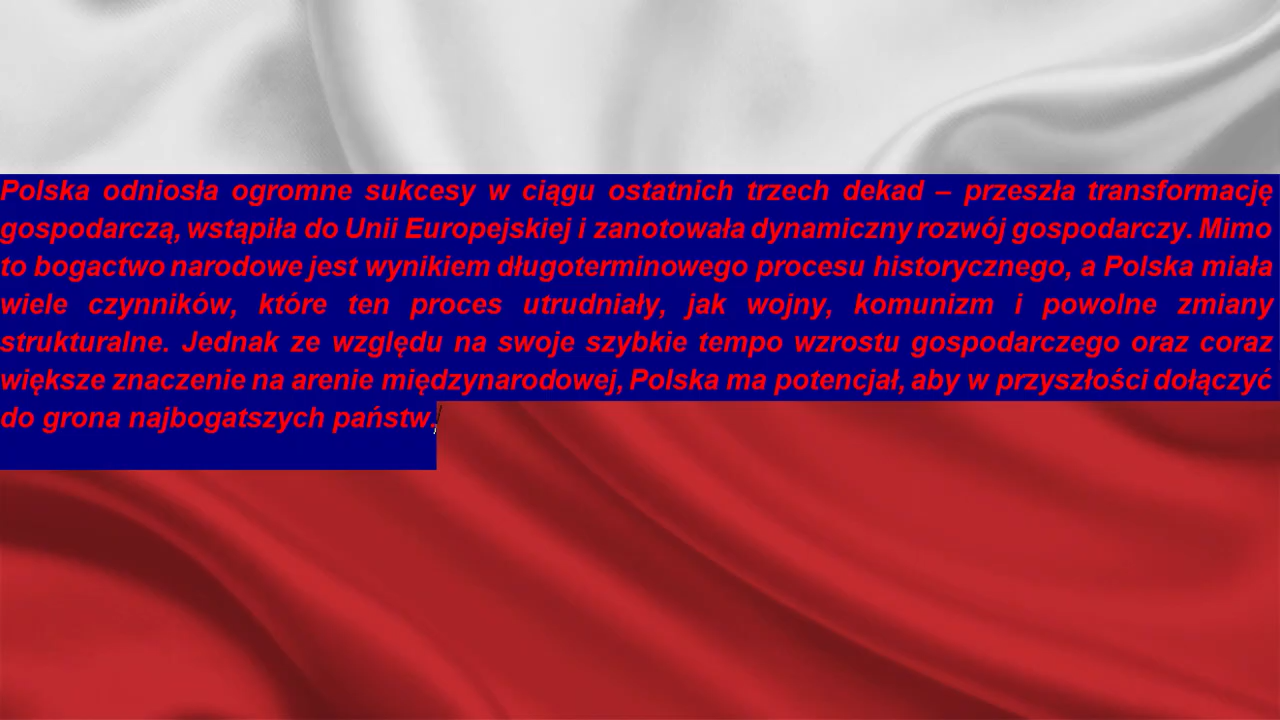 Polska odniosła ogromne sukcesy w ciągu ostatnich trzech dekad – przeszła transformację
gospodarczą, wstąpiła do Unii Europejskiej i zanotowała dynamiczny rozwój gospodarczy. Mimo
to bogactwo narodowe jest wynikiem długoterminowego procesu historycznego, a Polska miała
wiele czynników, które ten proces utrudniały, jak wojny, komunizm i powolne zmiany
strukturalne. Jednak ze względu na swoje szybkie tempo wzrostu gospodarczego oraz coraz
większe znaczenie na arenie międzynarodowej, Polska ma potencjał, aby w przyszłości dołączyć
do grona najbogatszych państw.